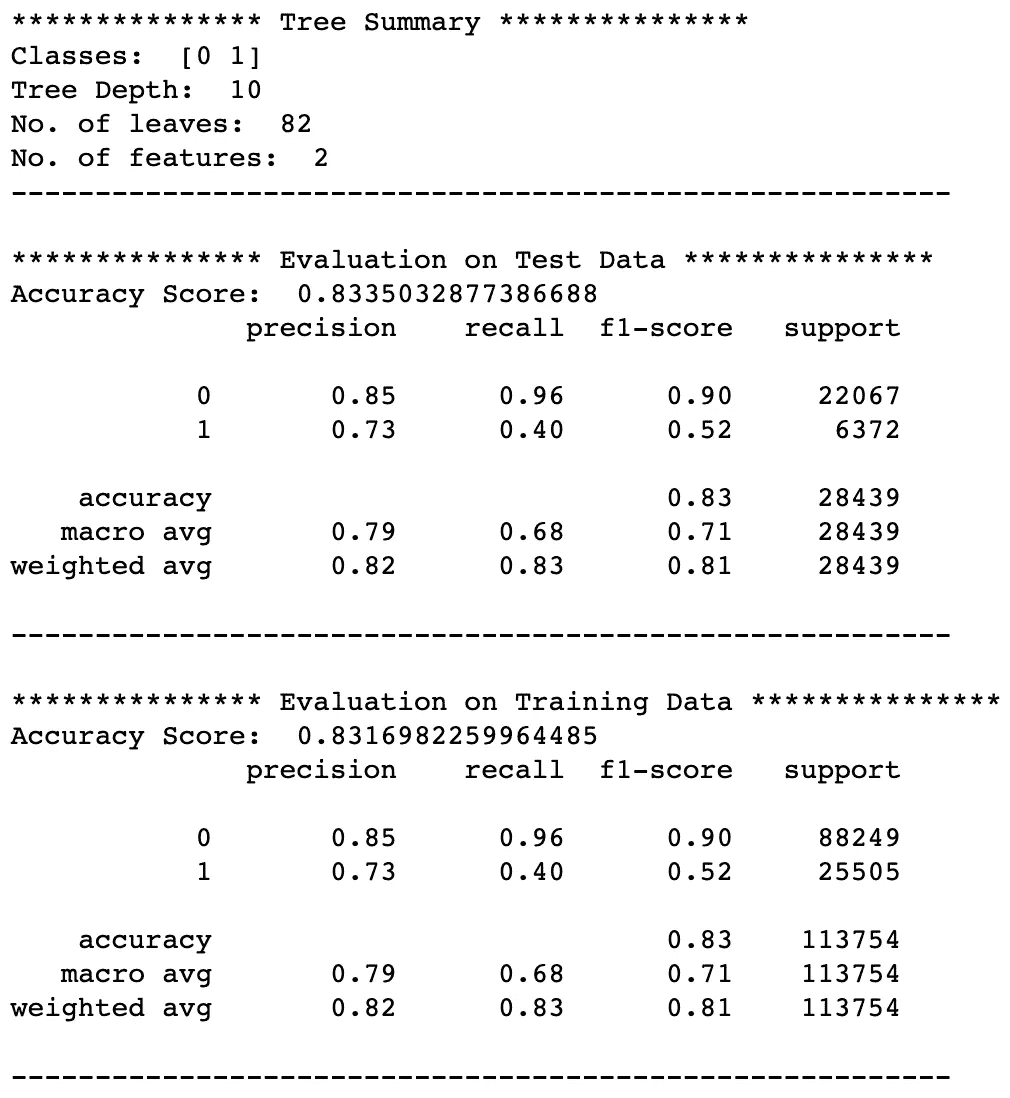 *************** Tree Summary ***************
Classes:  [0 1]
Tree Depth:  10
No. of leaves:  82
No. of features:  2
--------------------------------------------------------
*************** Evaluation on Test Data ***************
Accuracy Score:  0.8335032877386688
              precision    recall  f1-score   support
           0       0.85      0.96      0.90     22067
           1       0.73      0.40      0.52      6372
    accuracy                           0.83     28439
   macro avg       0.79      0.68      0.71     28439
weighted avg       0.82      0.83      0.81     28439
--------------------------------------------------------
*************** Evaluation on Training Data ***************
Accuracy Score:  0.8316982259964485
              precision    recall  f1-score   support
           0       0.85      0.96      0.90     88249
           1       0.73      0.40      0.52     25505
    accuracy                           0.83    113754
   macro avg       0.79      0.68      0.71    113754
weighted avg       0.82      0.83      0.81    113754
--------------------------------------------------------